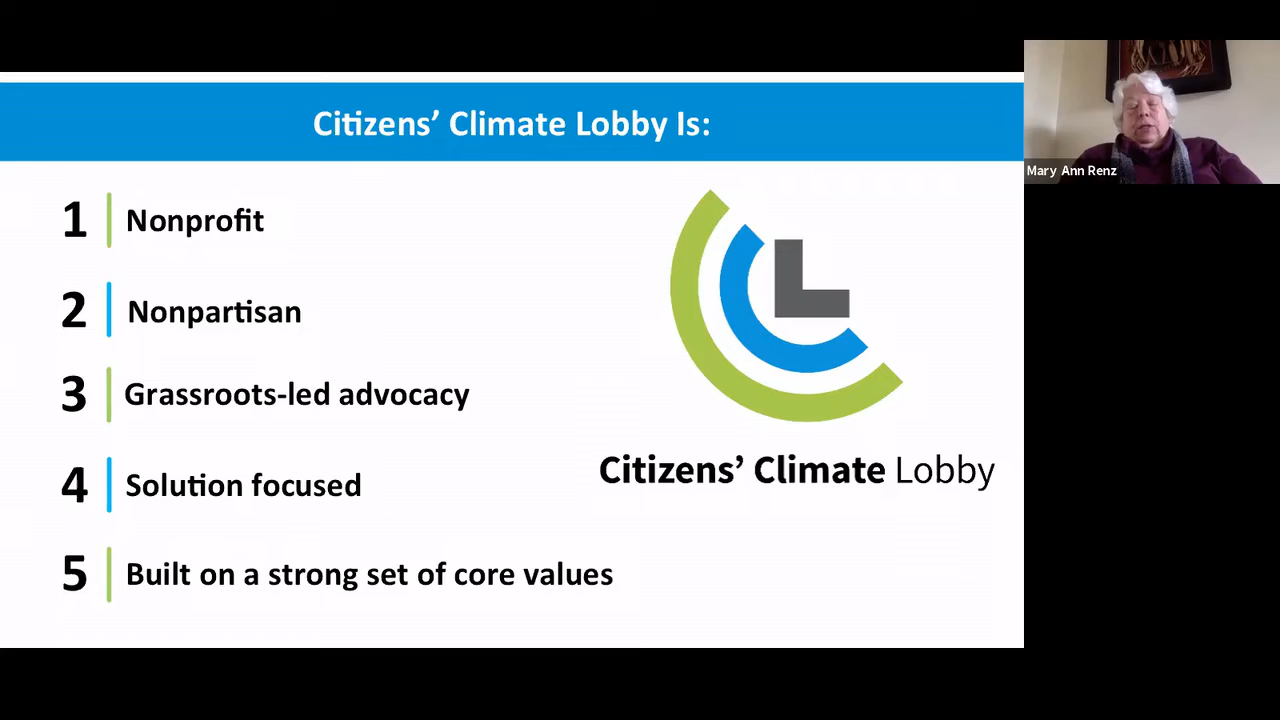 Citizens’ Climate Lobby Is:
1 Nonprofit
2 Nonpartisan
3 Grassroots-led advocacy
4 Solution focused
5 Built on a strong set of core values
CL
Citizens’ Climate Lobby
Mary Ann Renz